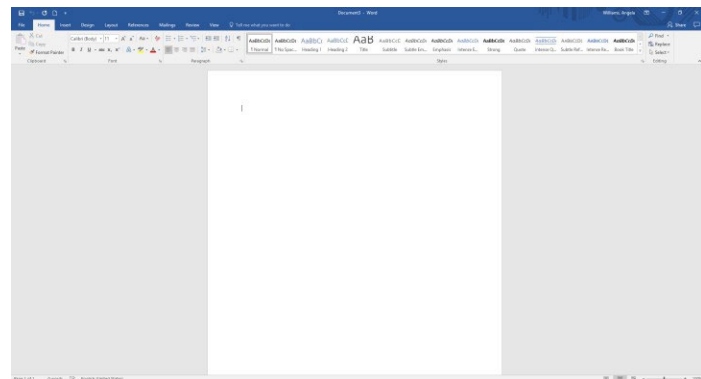 Document1 - Word
Williams, Angela
File Home Insert Design Layout References Mailings Review View Tell me what you want to do
Share
Paste
Cut
Copy
Format Painter
Calibri (Body) 11
AaBbCcDc AaBbCcDc AaBbCc AaBbCcC AaB AaBbCcC AaBbCcDc AaBbCcDc AaBbCcDc AaBbCcDc AaBbCcDc AaBbCcDc AaBbCcDc AaBbCcDc AaBbCcDc
¶ Normal ¶ No Spac... Heading 1 Heading 2 Title Subtitle Subtle Em... Emphasis Intense E... Strong Quote Intense Q... Subtle Ref... Intense Re... Book Title
Find
Replace
Select
Clipboard Font Paragraph Styles Editing